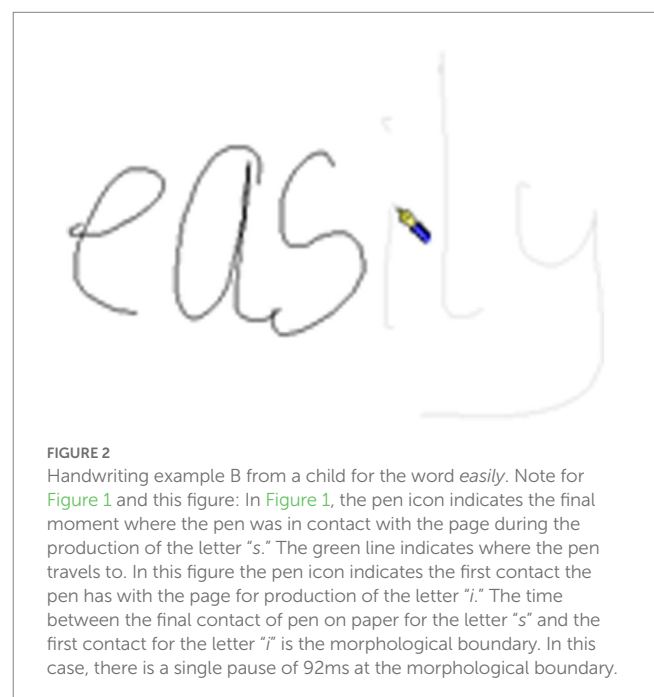 easily
FIGURE 2
Handwriting example B from a child for the word easily. Note for
Figure 1 and this figure: In Figure 1, the pen icon indicates the final
moment where the pen was in contact with the page during the
production of the letter “s.” The green line indicates where the pen
travels to. In this figure the pen icon indicates the first contact the
pen has with the page for production of the letter “i.” The time
between the final contact of pen on paper for the letter “s” and the
first contact for the letter “i” is the morphological boundary. In this
case, there is a single pause of 92ms at the morphological boundary.